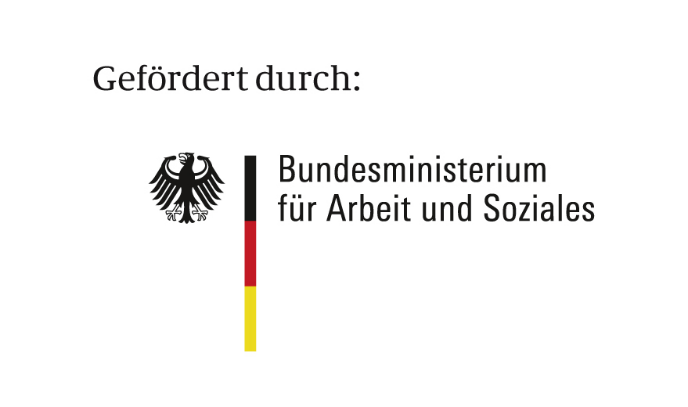 Gefördert durch:
Bundesministerium
für Arbeit und Soziales